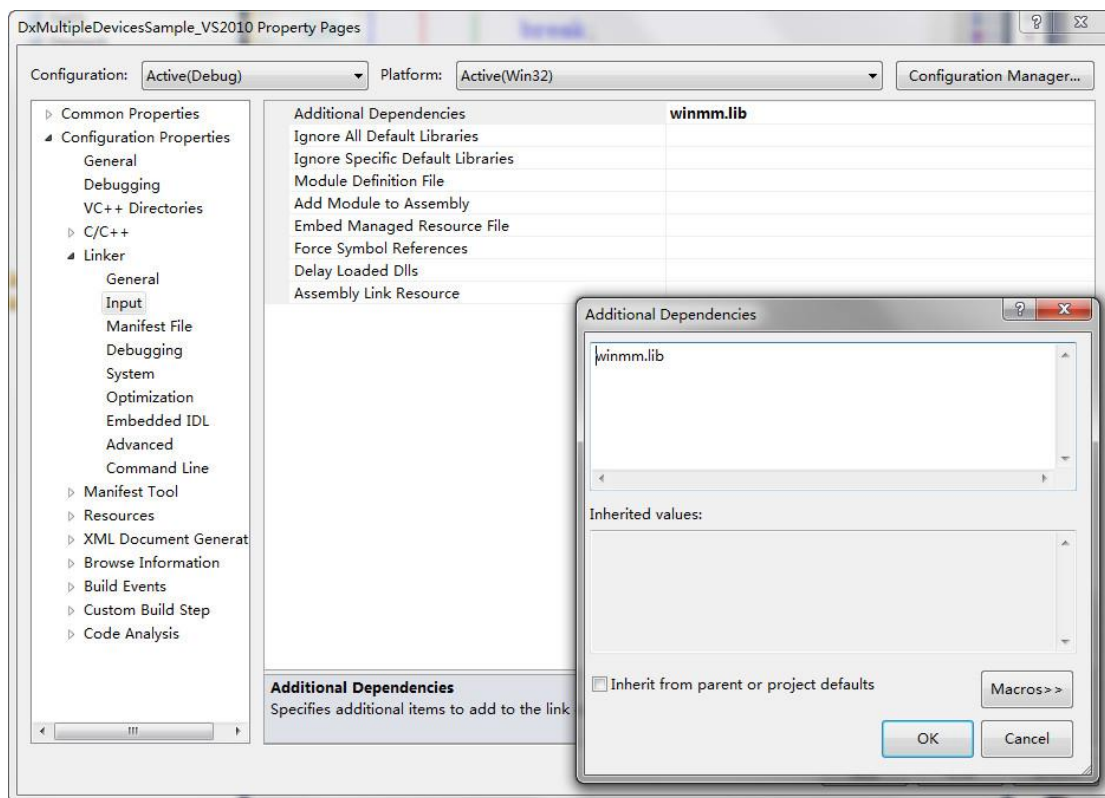 DxMultipleDevicesSample_VS2010 Property Pages
break;
Configuration: Active(Debug) Platform: Active(Win32) Configuration Manager...
Common Properties
Configuration Properties
General
Debugging
VC++ Directories
C/C++
Linker
General
Input
Manifest File
Debugging
System
Optimization
Embedded IDL
Advanced
Command Line
Manifest Tool
Resources
XML Document Generat
Browse Information
Build Events
Custom Build Step
Code Analysis
Additional Dependencies winmm.lib
Ignore All Default Libraries
Ignore Specific Default Libraries
Module Definition File
Add Module to Assembly
Embed Managed Resource File
Force Symbol References
Delay Loaded Dlls
Assembly Link Resource
Additional Dependencies
Specifies additional items to add to the link
Additional Dependencies
winmm.lib
Inherited values:
Inherit from parent or project defaults
Macros>>
OK Cancel